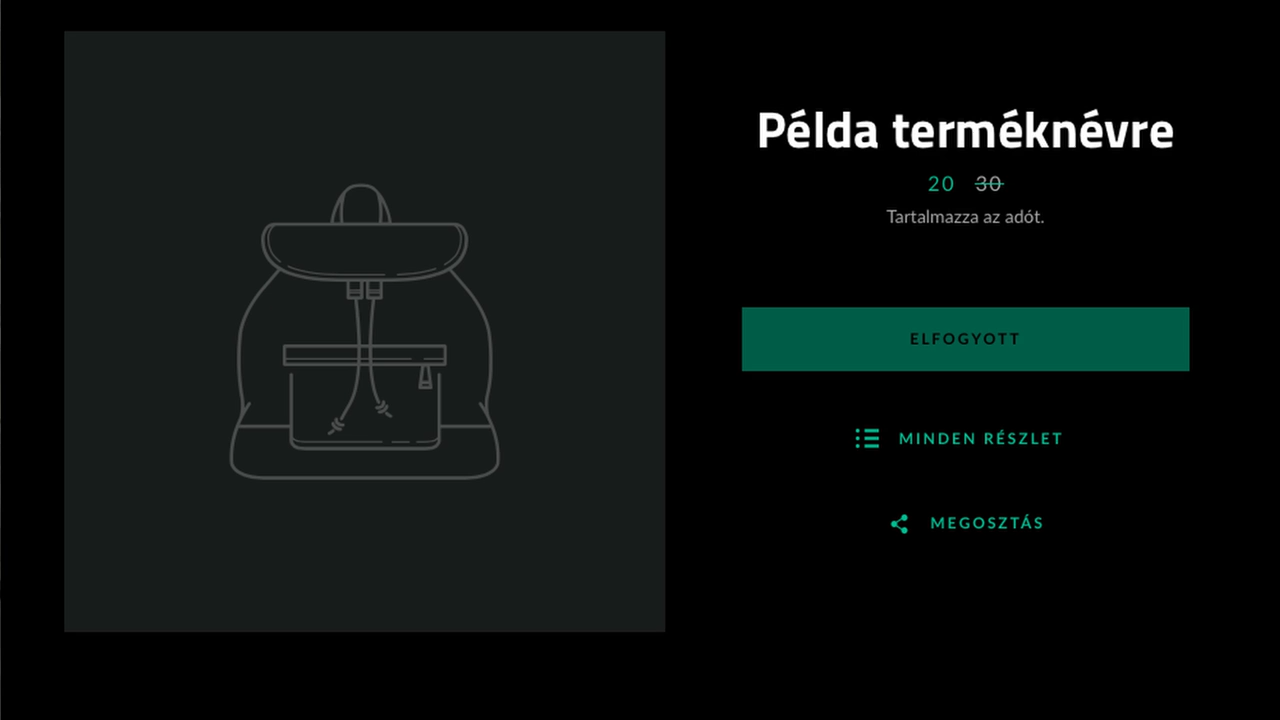 Példa terméknévre
20 30
Tartalmazza az adót.
ELFOGYOTT
MINDEN RÉSZLET
MEGOSZTÁS